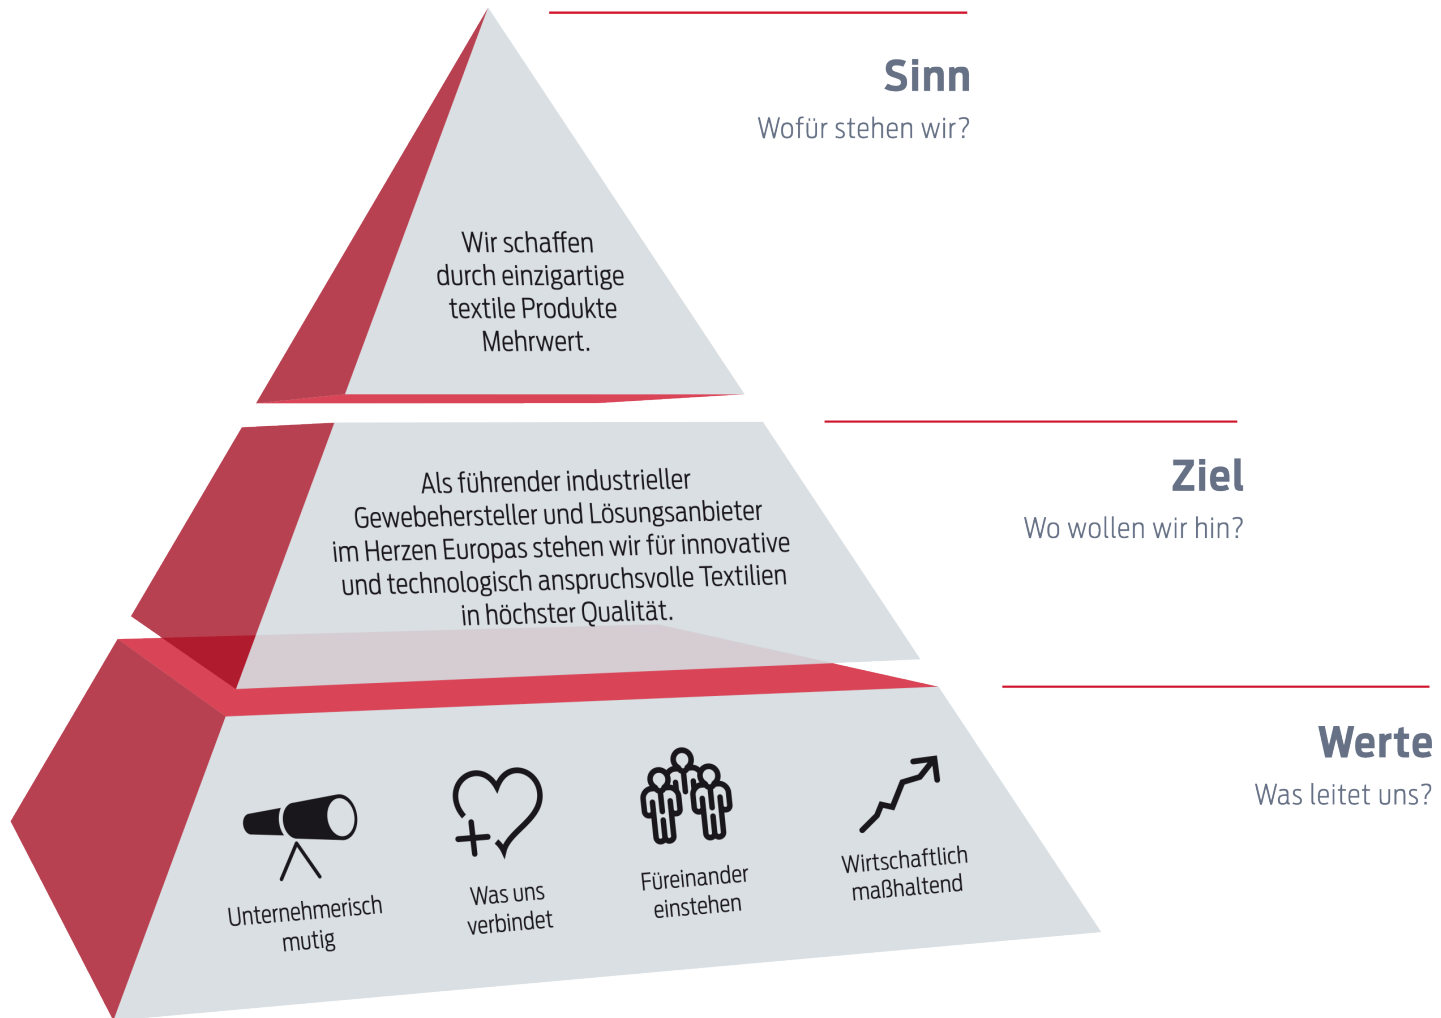 Sinn
Wofür stehen wir?
Wir schaffen
durch einzigartige
textile Produkte
Mehrwert.
Ziel
Wo wollen wir hin?
Als führender industrieller
Gewebehersteller und Lösungsanbieter
im Herzen Europas stehen wir für innovative
und technologisch anspruchsvolle Textilien
in höchster Qualität.
Werte
Was leitet uns?
Unternehmerisch
mutig
Was uns
verbindet
Füreinander
einstehen
Wirtschaftlich
maßhaltend